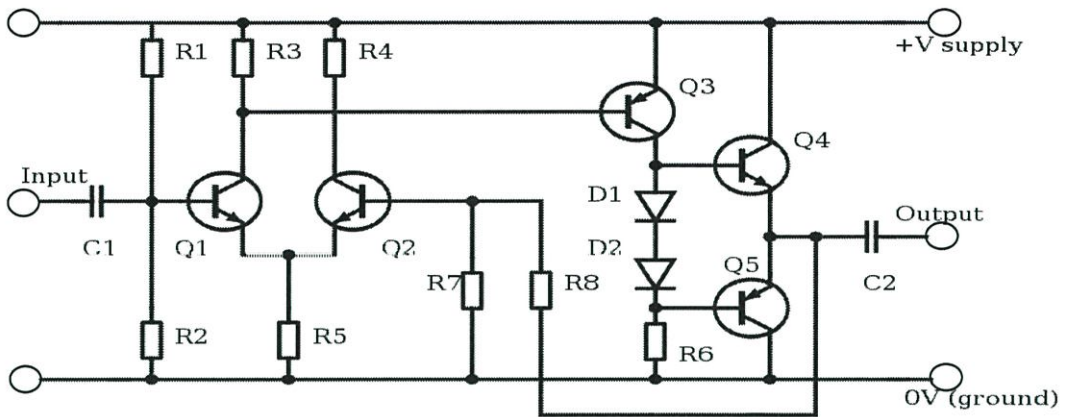 R1
R3
R4
+V supply
Q3
Q4
Input
D1
Output
C1
Q1
Q2
D2
Q5
R7
R8
C2
R2
R5
R6
0V (ground)